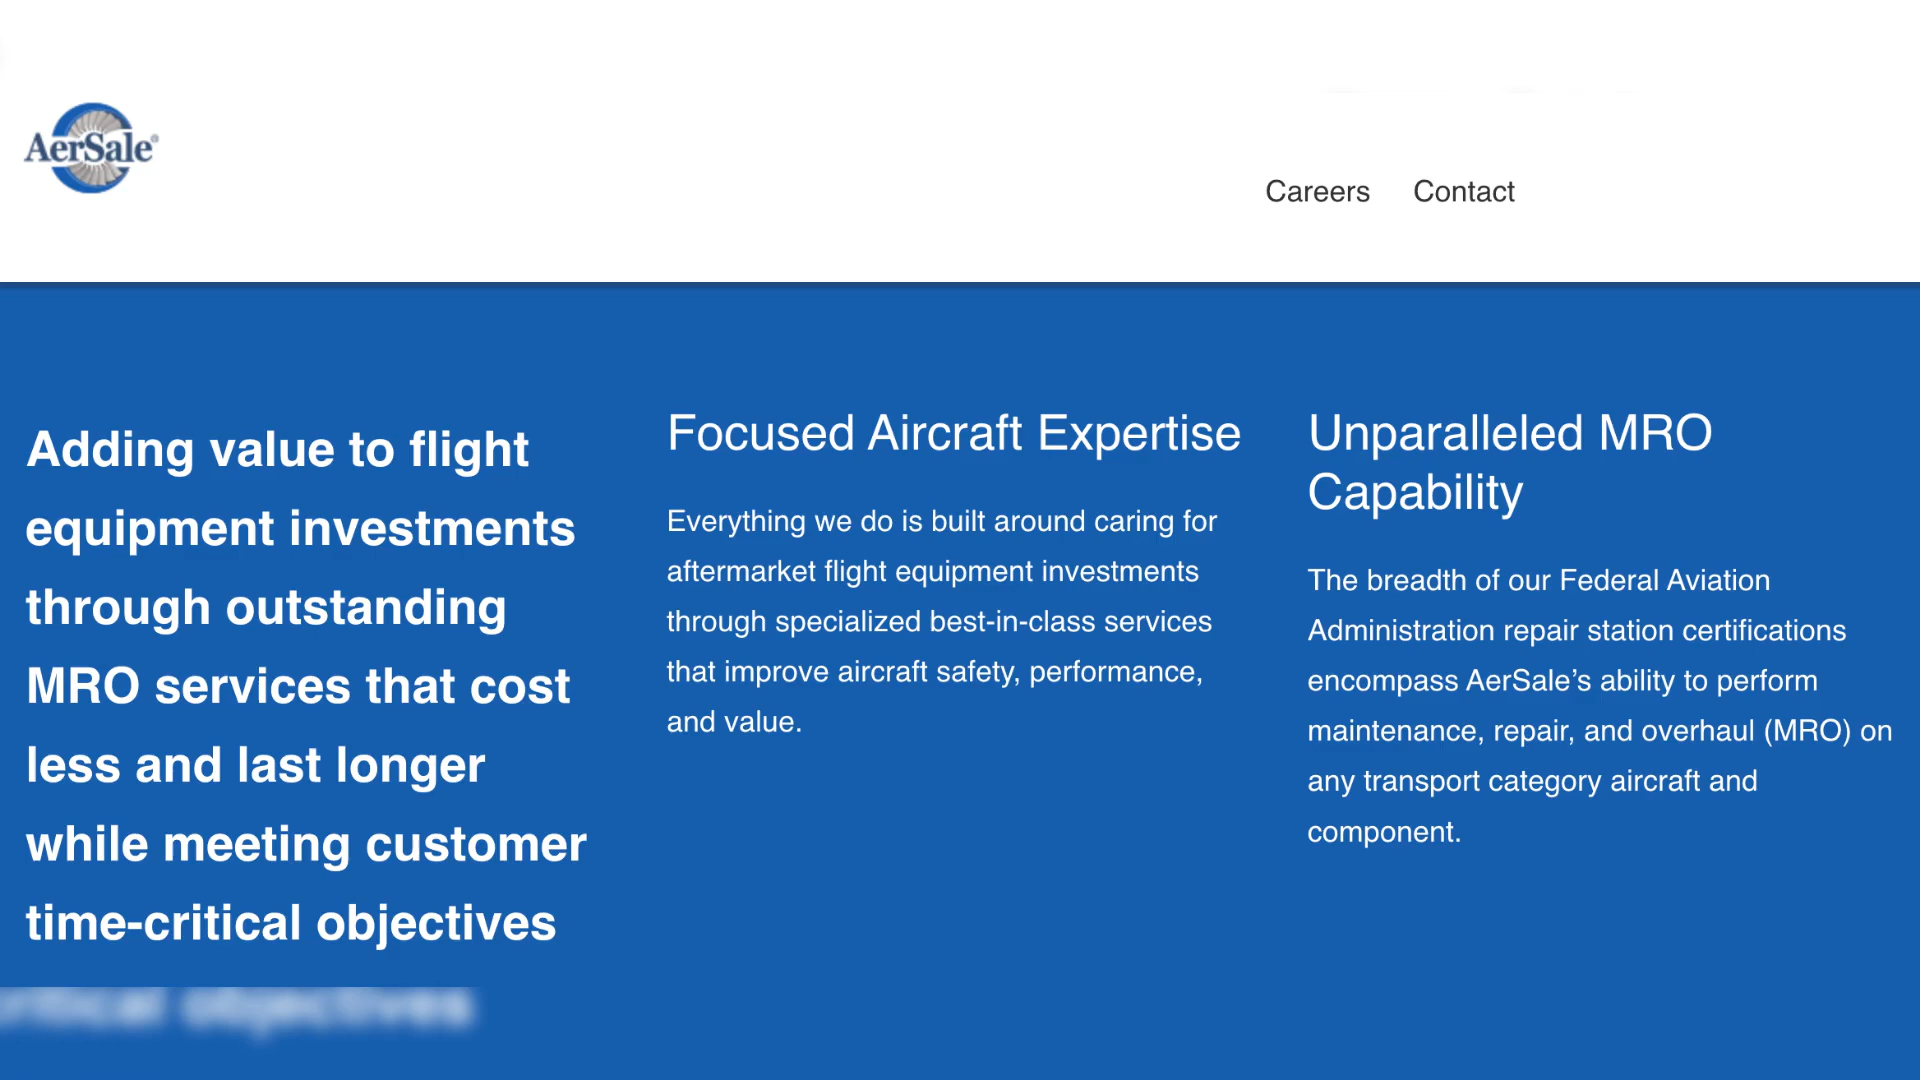 AerSale®
Careers Contact
Adding value to flight
equipment investments
through outstanding
MRO services that cost
less and last longer
while meeting customer
time-critical objectives
Focused Aircraft Expertise
Everything we do is built around caring for
aftermarket flight equipment investments
through specialized best-in-class services
that improve aircraft safety, performance,
and value.
Unparalleled MRO
Capability
The breadth of our Federal Aviation
Administration repair station certifications
encompass AerSale’s ability to perform
maintenance, repair, and overhaul (MRO) on
any transport category aircraft and
component.
critical objectives